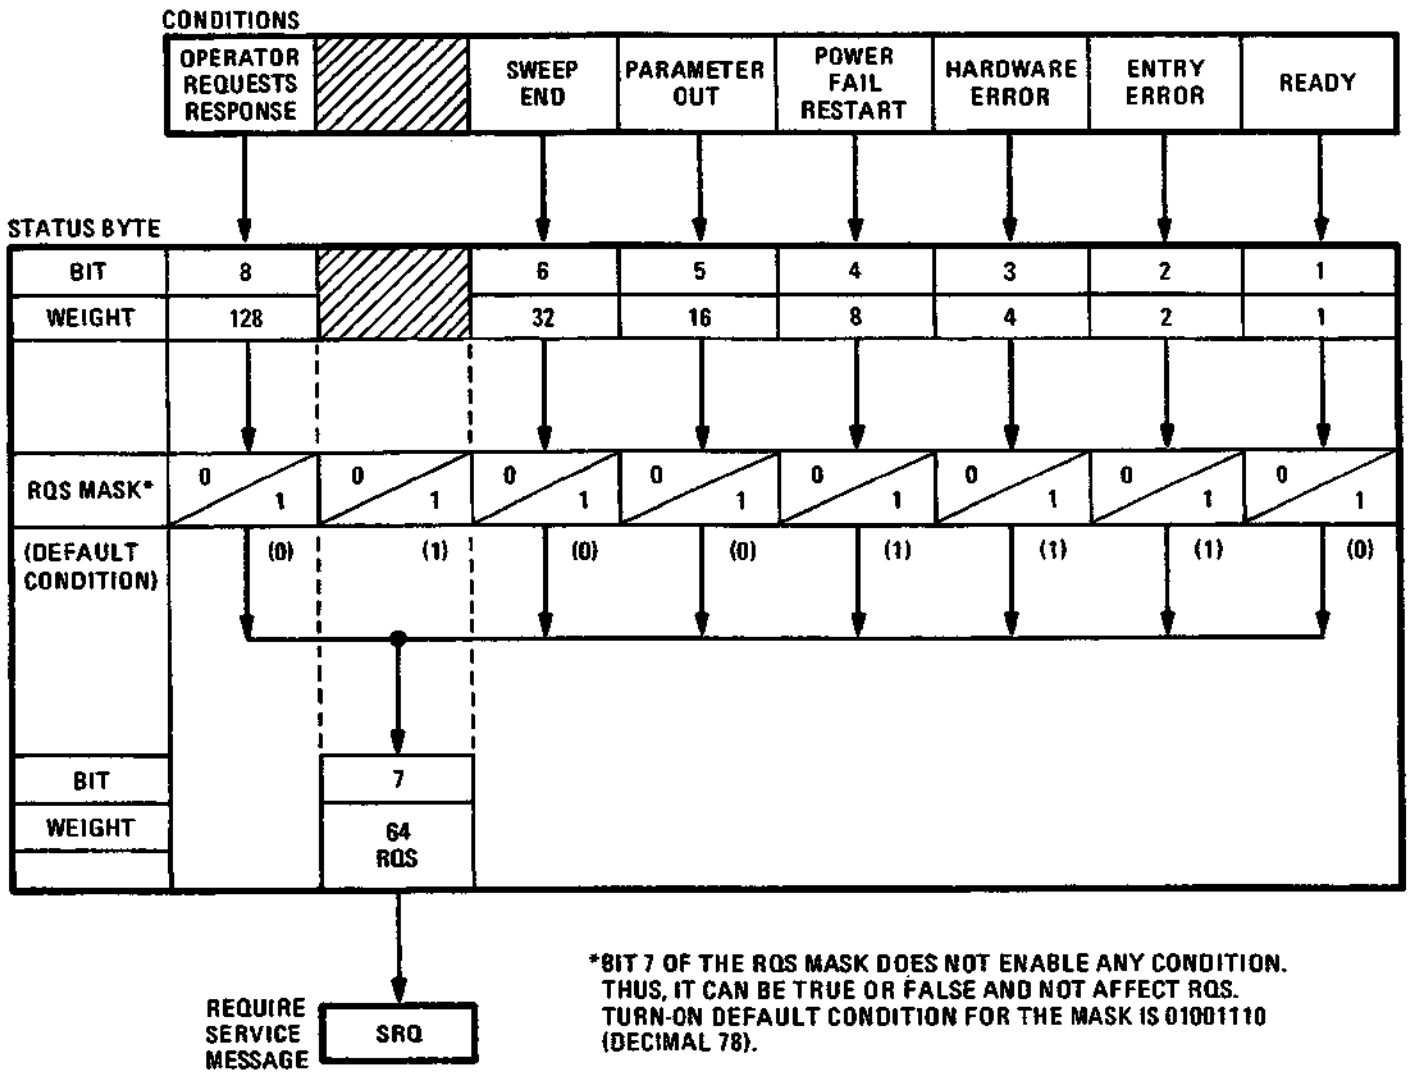 CONDITIONS
OPERATOR REQUESTS RESPONSE
SWEEP END
PARAMETER OUT
POWER FAIL RESTART
HARDWARE ERROR
ENTRY ERROR
READY
STATUS BYTE
BIT 8 6 5 4 3 2 1
WEIGHT 128 32 16 8 4 2 1
RQS MASK* 0 1 0 1 0 1 0 1 0 1 0 1 0 1 0 1
(DEFAULT CONDITION) (0) (1) (0) (0) (1) (1) (1) (0)
BIT 7
WEIGHT 64 RQS
REQUIRE SERVICE MESSAGE
SRQ
*BIT 7 OF THE RQS MASK DOES NOT ENABLE ANY CONDITION.
THUS, IT CAN BE TRUE OR FALSE AND NOT AFFECT RQS.
TURN-ON DEFAULT CONDITION FOR THE MASK IS 01001110
(DECIMAL 78).